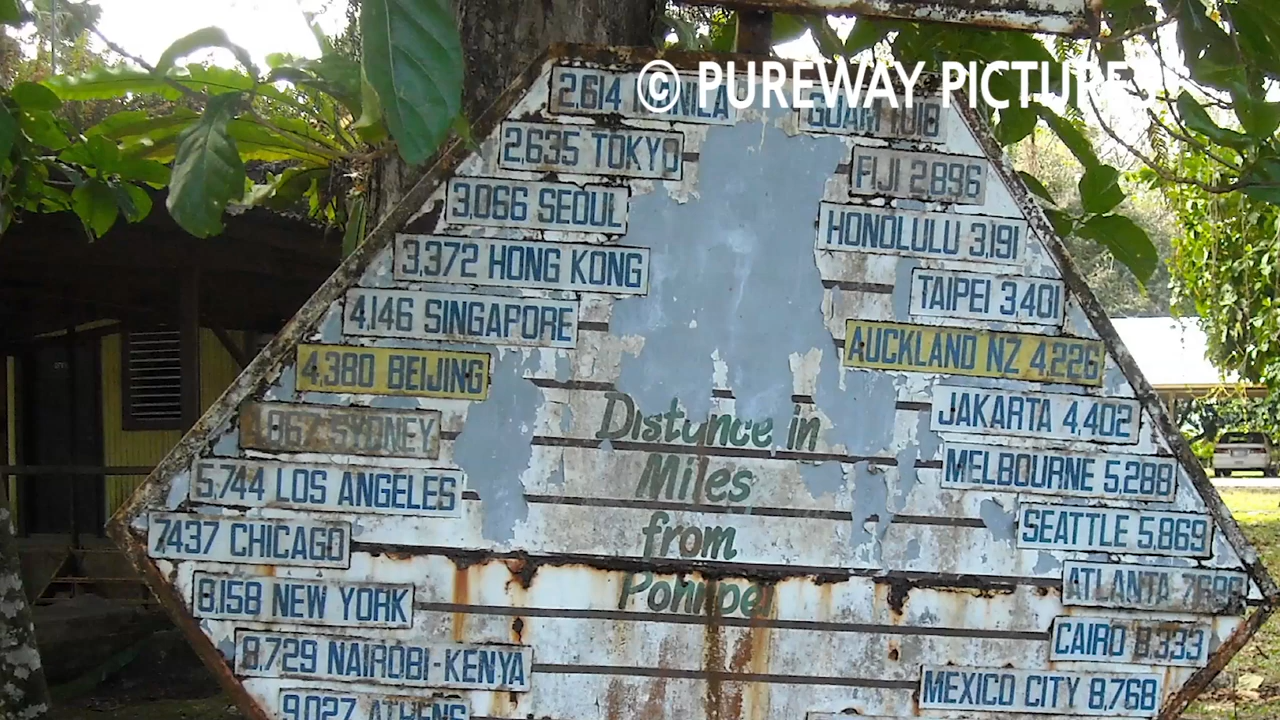 © PUREWAY PICTURES
2,614 MANILA
GUAM 1,018
2,635 TOKYO
FIJI 2,896
3,066 SEOUL
HONOLULU 3,191
3,372 HONG KONG
TAIPEI 3,401
4,146 SINGAPORE
AUCKLAND NZ 4,226
4,380 BEIJING
JAKARTA 4,402
SYDNEY
MELBOURNE 5,288
5,744 LOS ANGELES
SEATTLE 5,869
7437 CHICAGO
ATLANTA
8,158 NEW YORK
CAIRO 8,333
8,729 NAIROBI-KENYA
MEXICO CITY 8,768
9,027 ATHENS
Distance in
Miles
from
Pohnpei